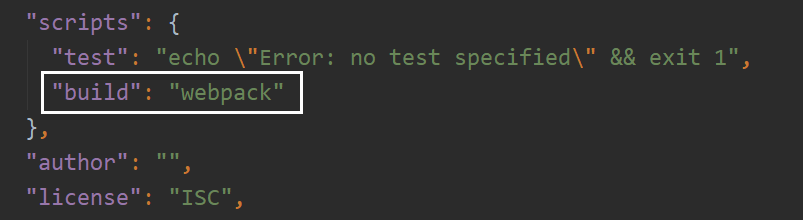 "scripts": {
"test": "echo \"Error: no test specified\" && exit 1",
"build": "webpack"
},
"author": "",
"license": "ISC",